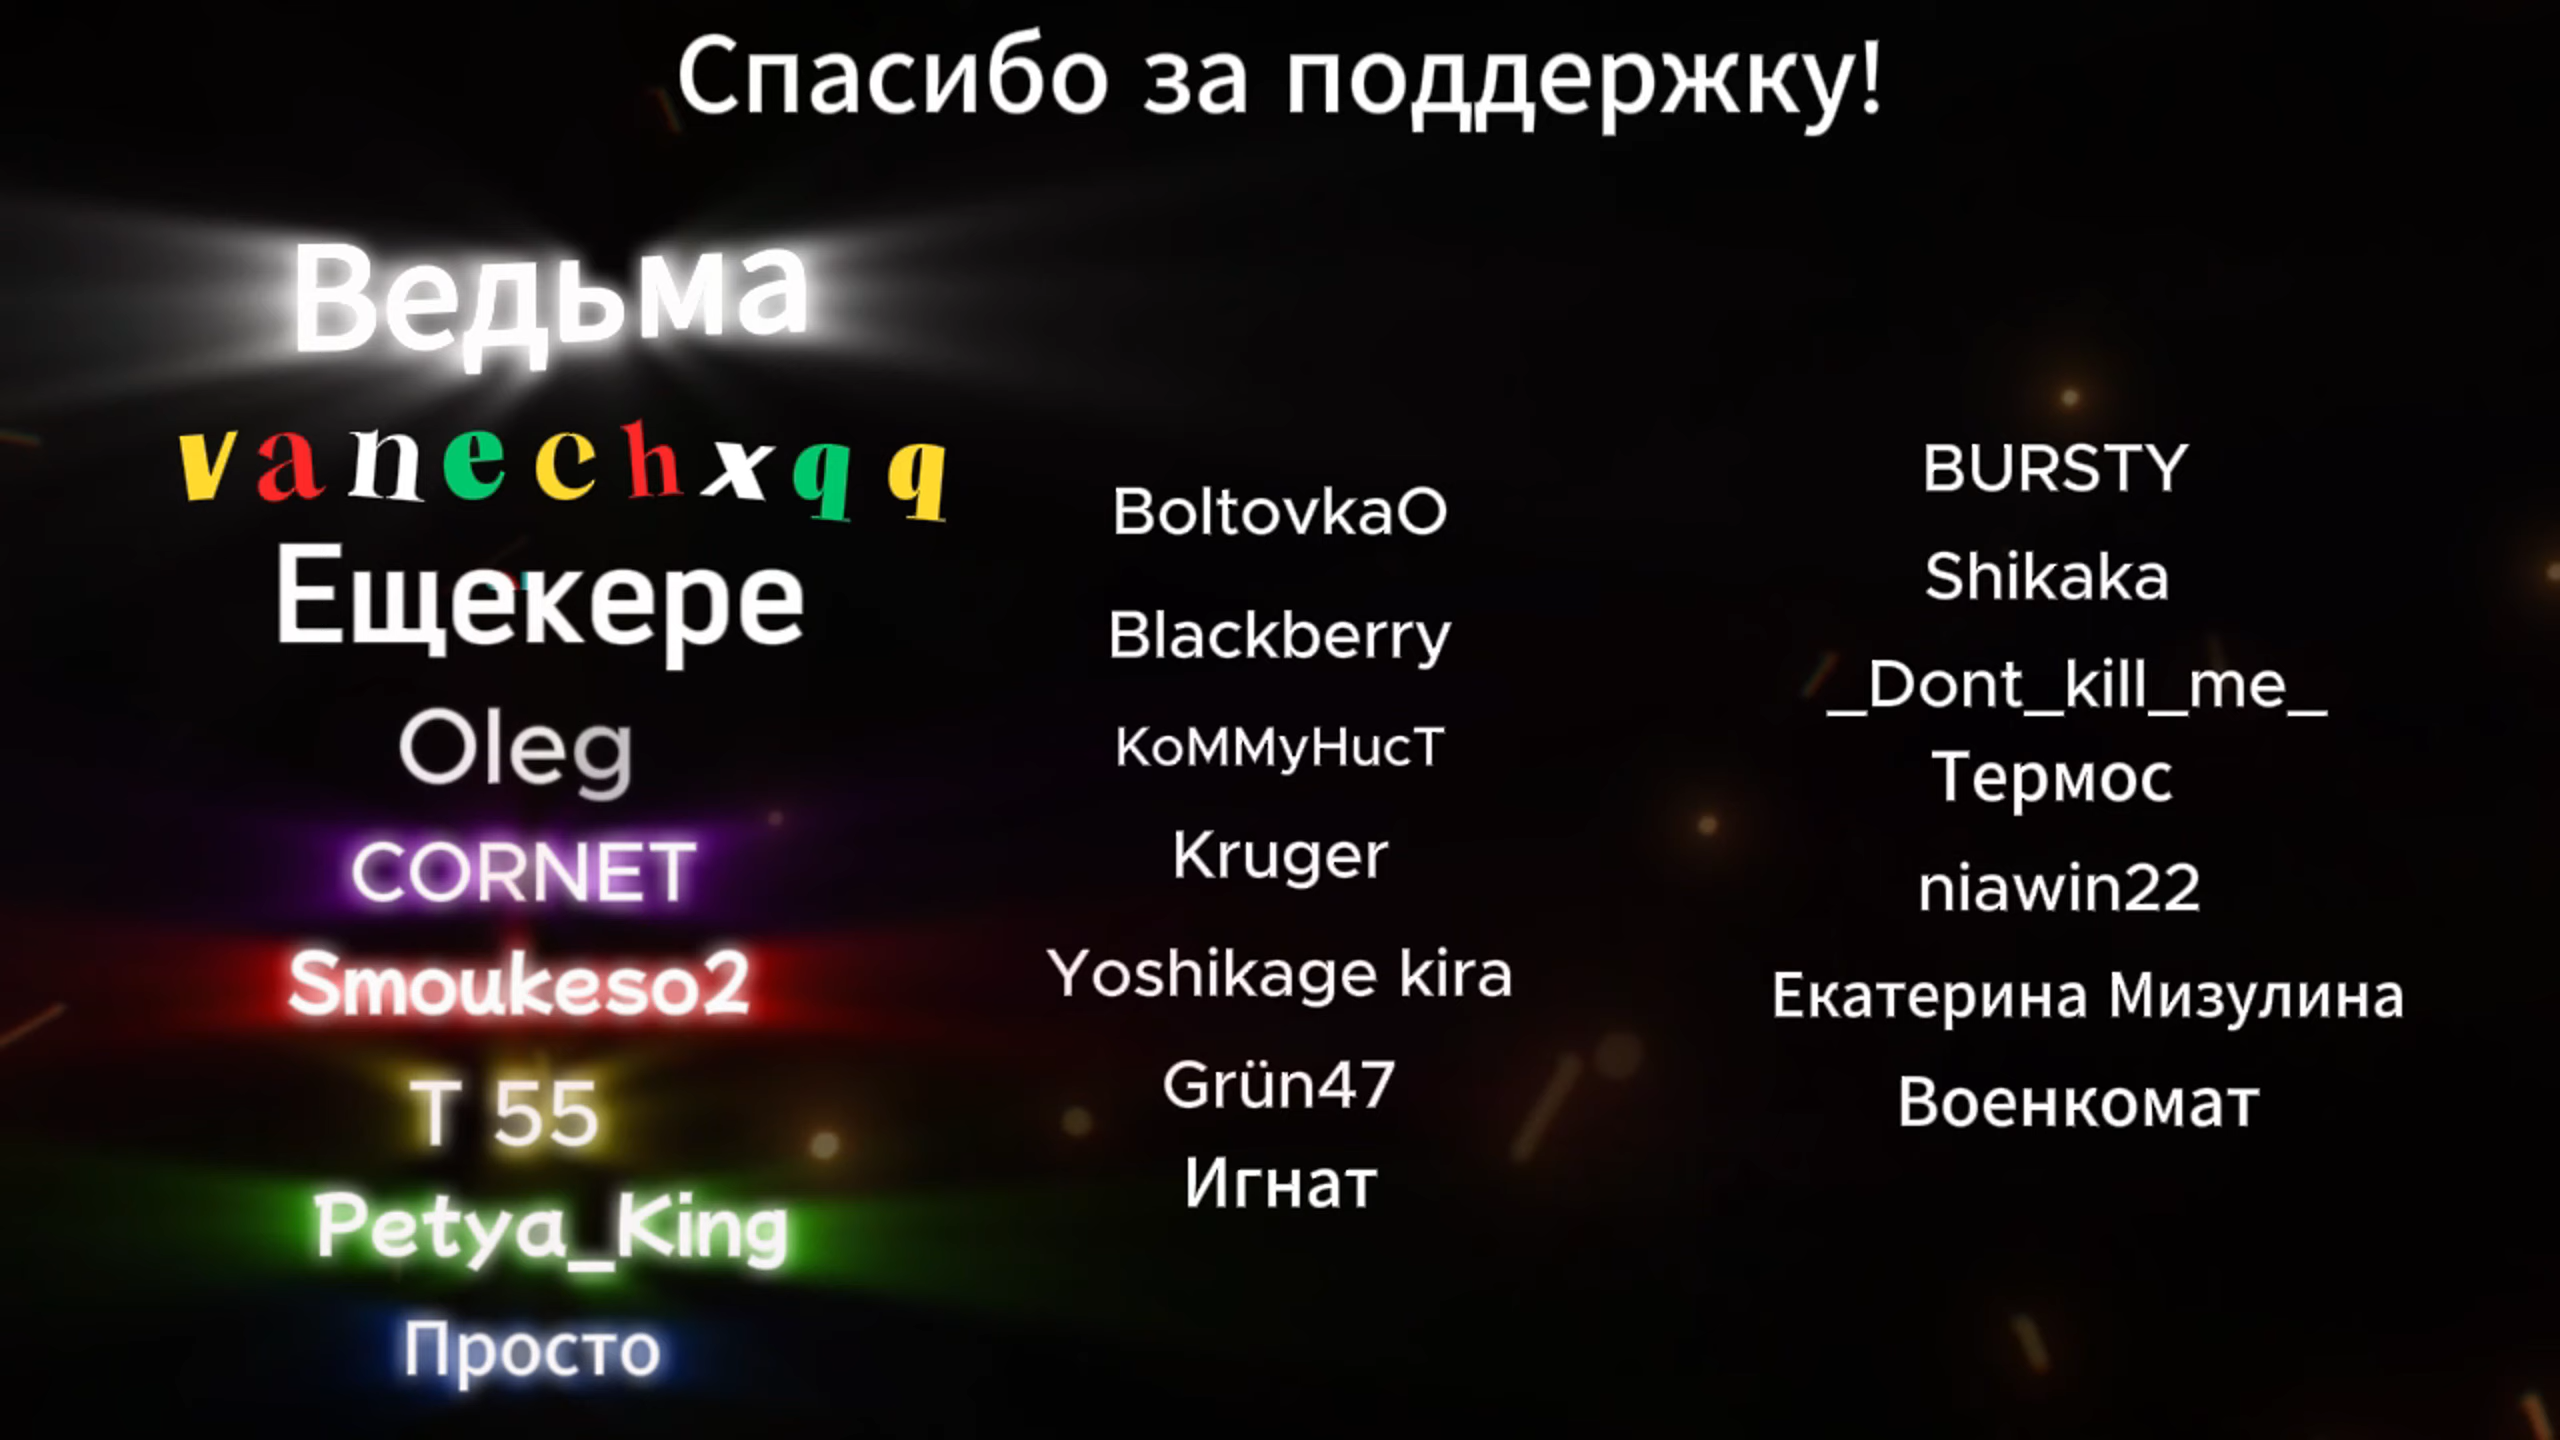 Спасибо за поддержку!
Ведьма
vanechxqq
Ещекере
Oleg
CORNET
Smoukeso2
T 55
Petya_King
Просто
BoltovkaO
Blackberry
KoMMyHucT
Kruger
Yoshikage kira
Grün47
Игнат
BURSTY
Shikaka
_Dont_kill_me_
Термос
niawin22
Екатерина Мизулина
Военкомат